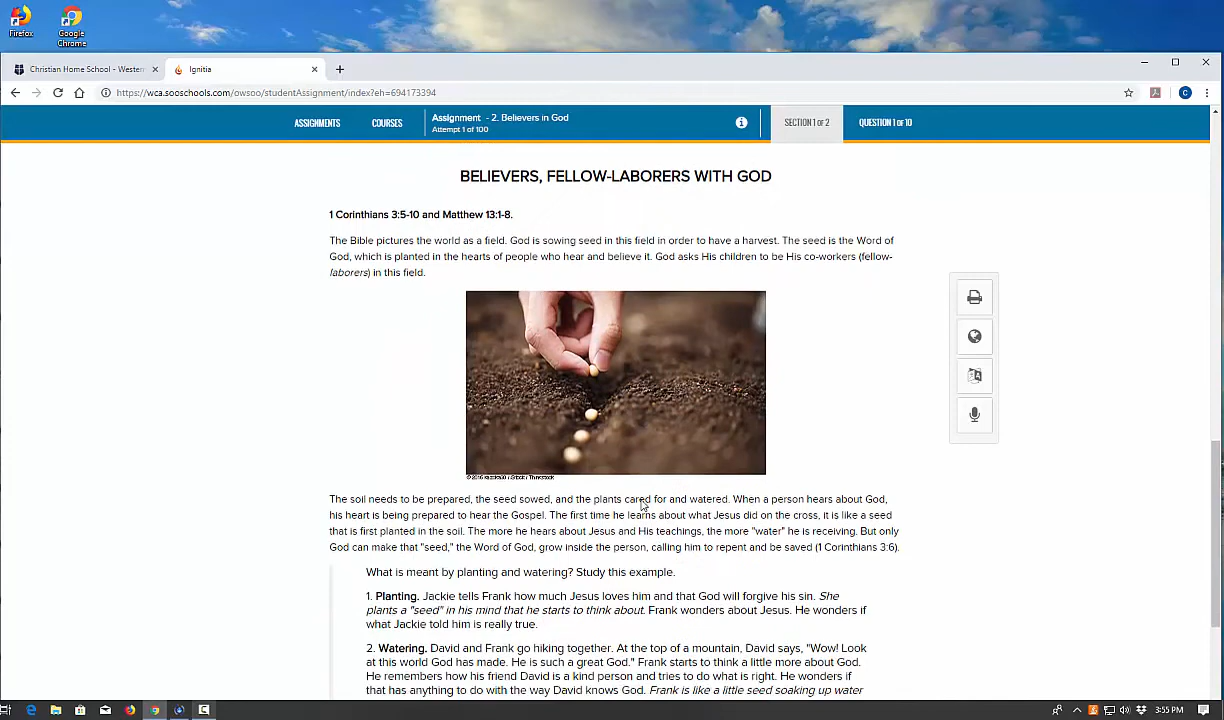 Firefox
Google
Chrome
Christian Home School - Wester
Ignitia
https://wca.sooschools.com/owsoo/studentAssignment/index?eh=694173394
ASSIGNMENTS
COURSES
Assignment - 2. Believers in God
Attempt 1 of 100
SECTION 1 of 2
QUESTION 1 of 10
BELIEVERS, FELLOW-LABORERS WITH GOD
1 Corinthians 3:5-10 and Matthew 13:1-8.
The Bible pictures the world as a field. God is sowing seed in this field in order to have a harvest. The seed is the Word of
God, which is planted in the hearts of people who hear and believe it. God asks His children to be His co-workers (fellow-
laborers) in this field.
The soil needs to be prepared, the seed sowed, and the plants cared for and watered. When a person hears about God,
his heart is being prepared to hear the Gospel. The first time he learns about what Jesus did on the cross, it is like a seed
that is first planted in the soil. The more he hears about Jesus and His teachings, the more "water" he is receiving. But only
God can make that "seed," the Word of God, grow inside the person, calling him to repent and be saved (1 Corinthians 3:6).
What is meant by planting and watering? Study this example.
1. Planting. Jackie tells Frank how much Jesus loves him and that God will forgive his sin. She
plants a "seed" in his mind that he starts to think about. Frank wonders about Jesus. He wonders if
what Jackie told him is really true.
2. Watering. David and Frank go hiking together. At the top of a mountain, David says, "Wow! Look
at this world God has made. He is such a great God." Frank starts to think a little more about God.
He remembers how his friend David is a kind person and tries to do what is right. He wonders if
that has anything to do with the way David knows God. Frank is like a little seed soaking up water
3:55 PM